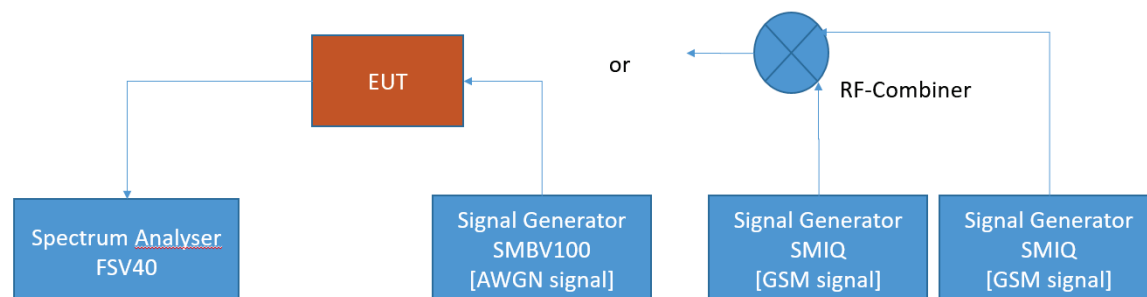 EUT
or
RF-Combiner
Spectrum Analyser
FSV40
Signal Generator
SMBV100
[AWGN signal]
Signal Generator
SMIQ
[GSM signal]
Signal Generator
SMIQ
[GSM signal]